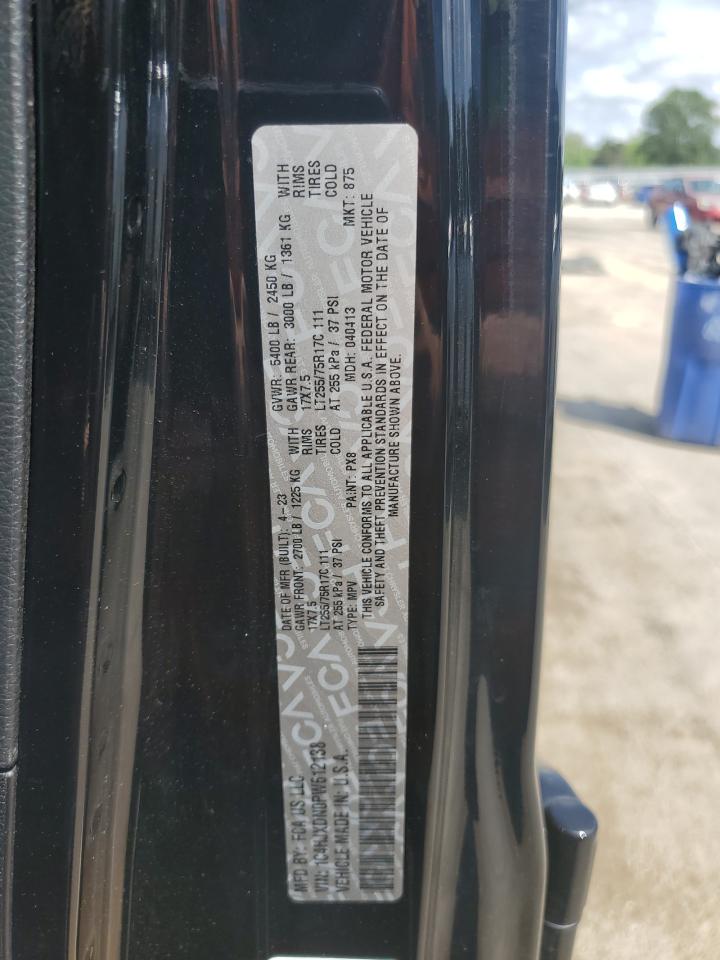 MFD BY: FCA US LLC
DATE OF MFR (BUILT): 4-23
GVWR: 5400 LB / 2450 KG
GAWR FRONT: 2700 LB / 1225 KG WITH
GAWR REAR: 3000 LB / 1361 KG WITH
17X7.5 RIMS
17X7.5 RIMS
LT255/75R17C 111 TIRES
LT255/75R17C 111 TIRES
AT 255 kPa / 37 PSI COLD
AT 255 kPa / 37 PSI COLD
VIN: 1C4HJXDN0PW612138
TYPE: MPV PAINT: PX8 MDH: 040413 MKT: 875
VEHICLE MADE IN: U.S.A.
THIS VEHICLE CONFORMS TO ALL APPLICABLE U.S.A. FEDERAL MOTOR VEHICLE
SAFETY AND THEFT PREVENTION STANDARDS IN EFFECT ON THE DATE OF
MANUFACTURE SHOWN ABOVE.